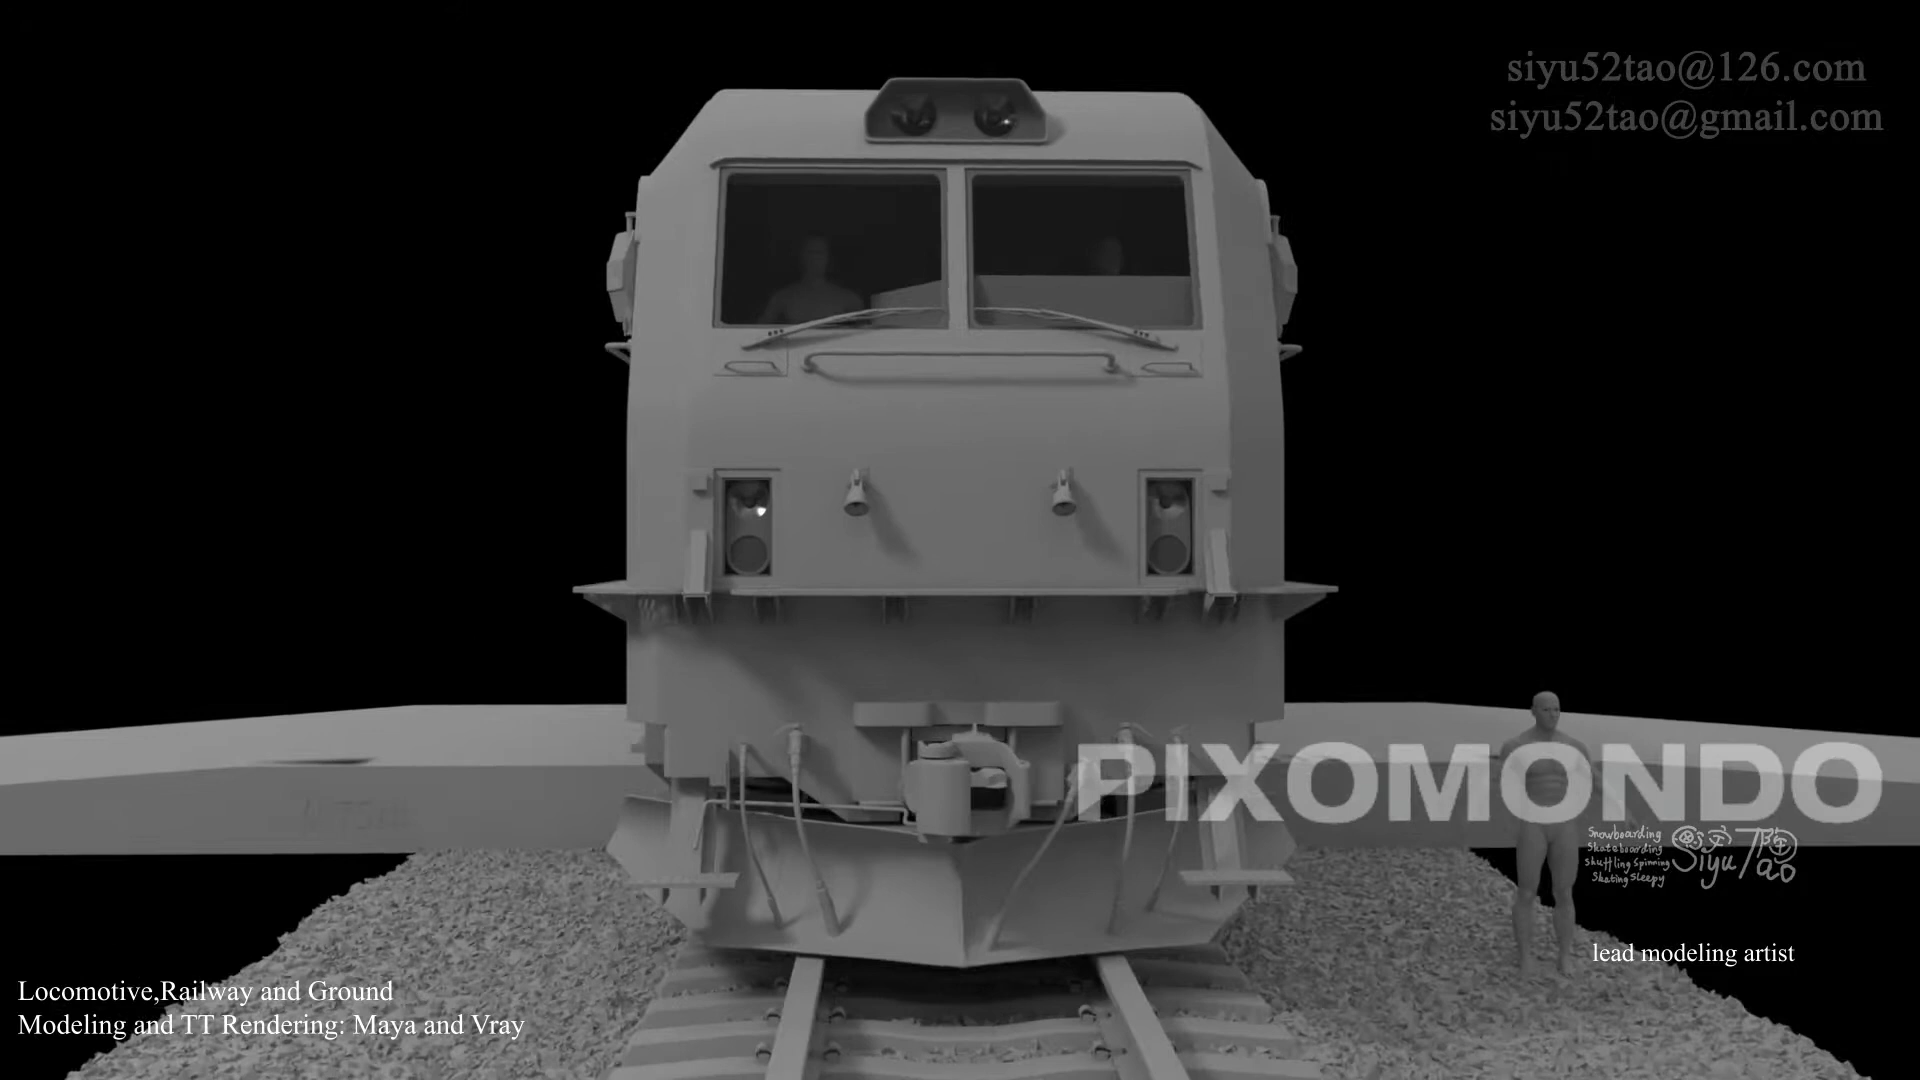 siyu52tao@126.com
siyu52tao@gmail.com
PIXOMONDO
Snowboarding
Skateboarding
Shuffling Spinning
Skating Sleepy
Siyu Tao
lead modeling artist
Locomotive,Railway and Ground
Modeling and TT Rendering: Maya and Vray